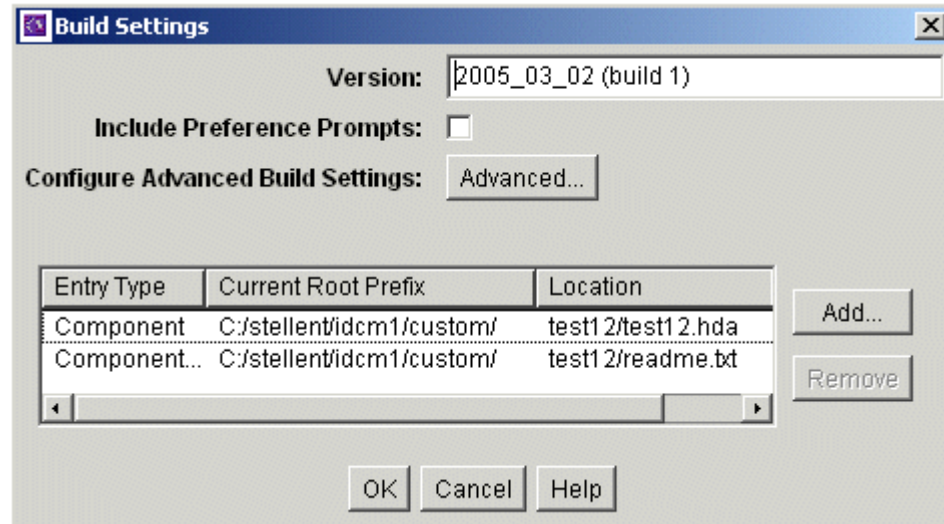 Build Settings
Version: 2005_03_02 (build 1)
Include Preference Prompts:
Configure Advanced Build Settings: Advanced...
Entry Type Current Root Prefix Location
Add...
Component C:/stellent/idcm1/custom/ test12/test12.hda
Component... C:/stellent/idcm1/custom/ test12/readme.txt
Remove
OK Cancel Help